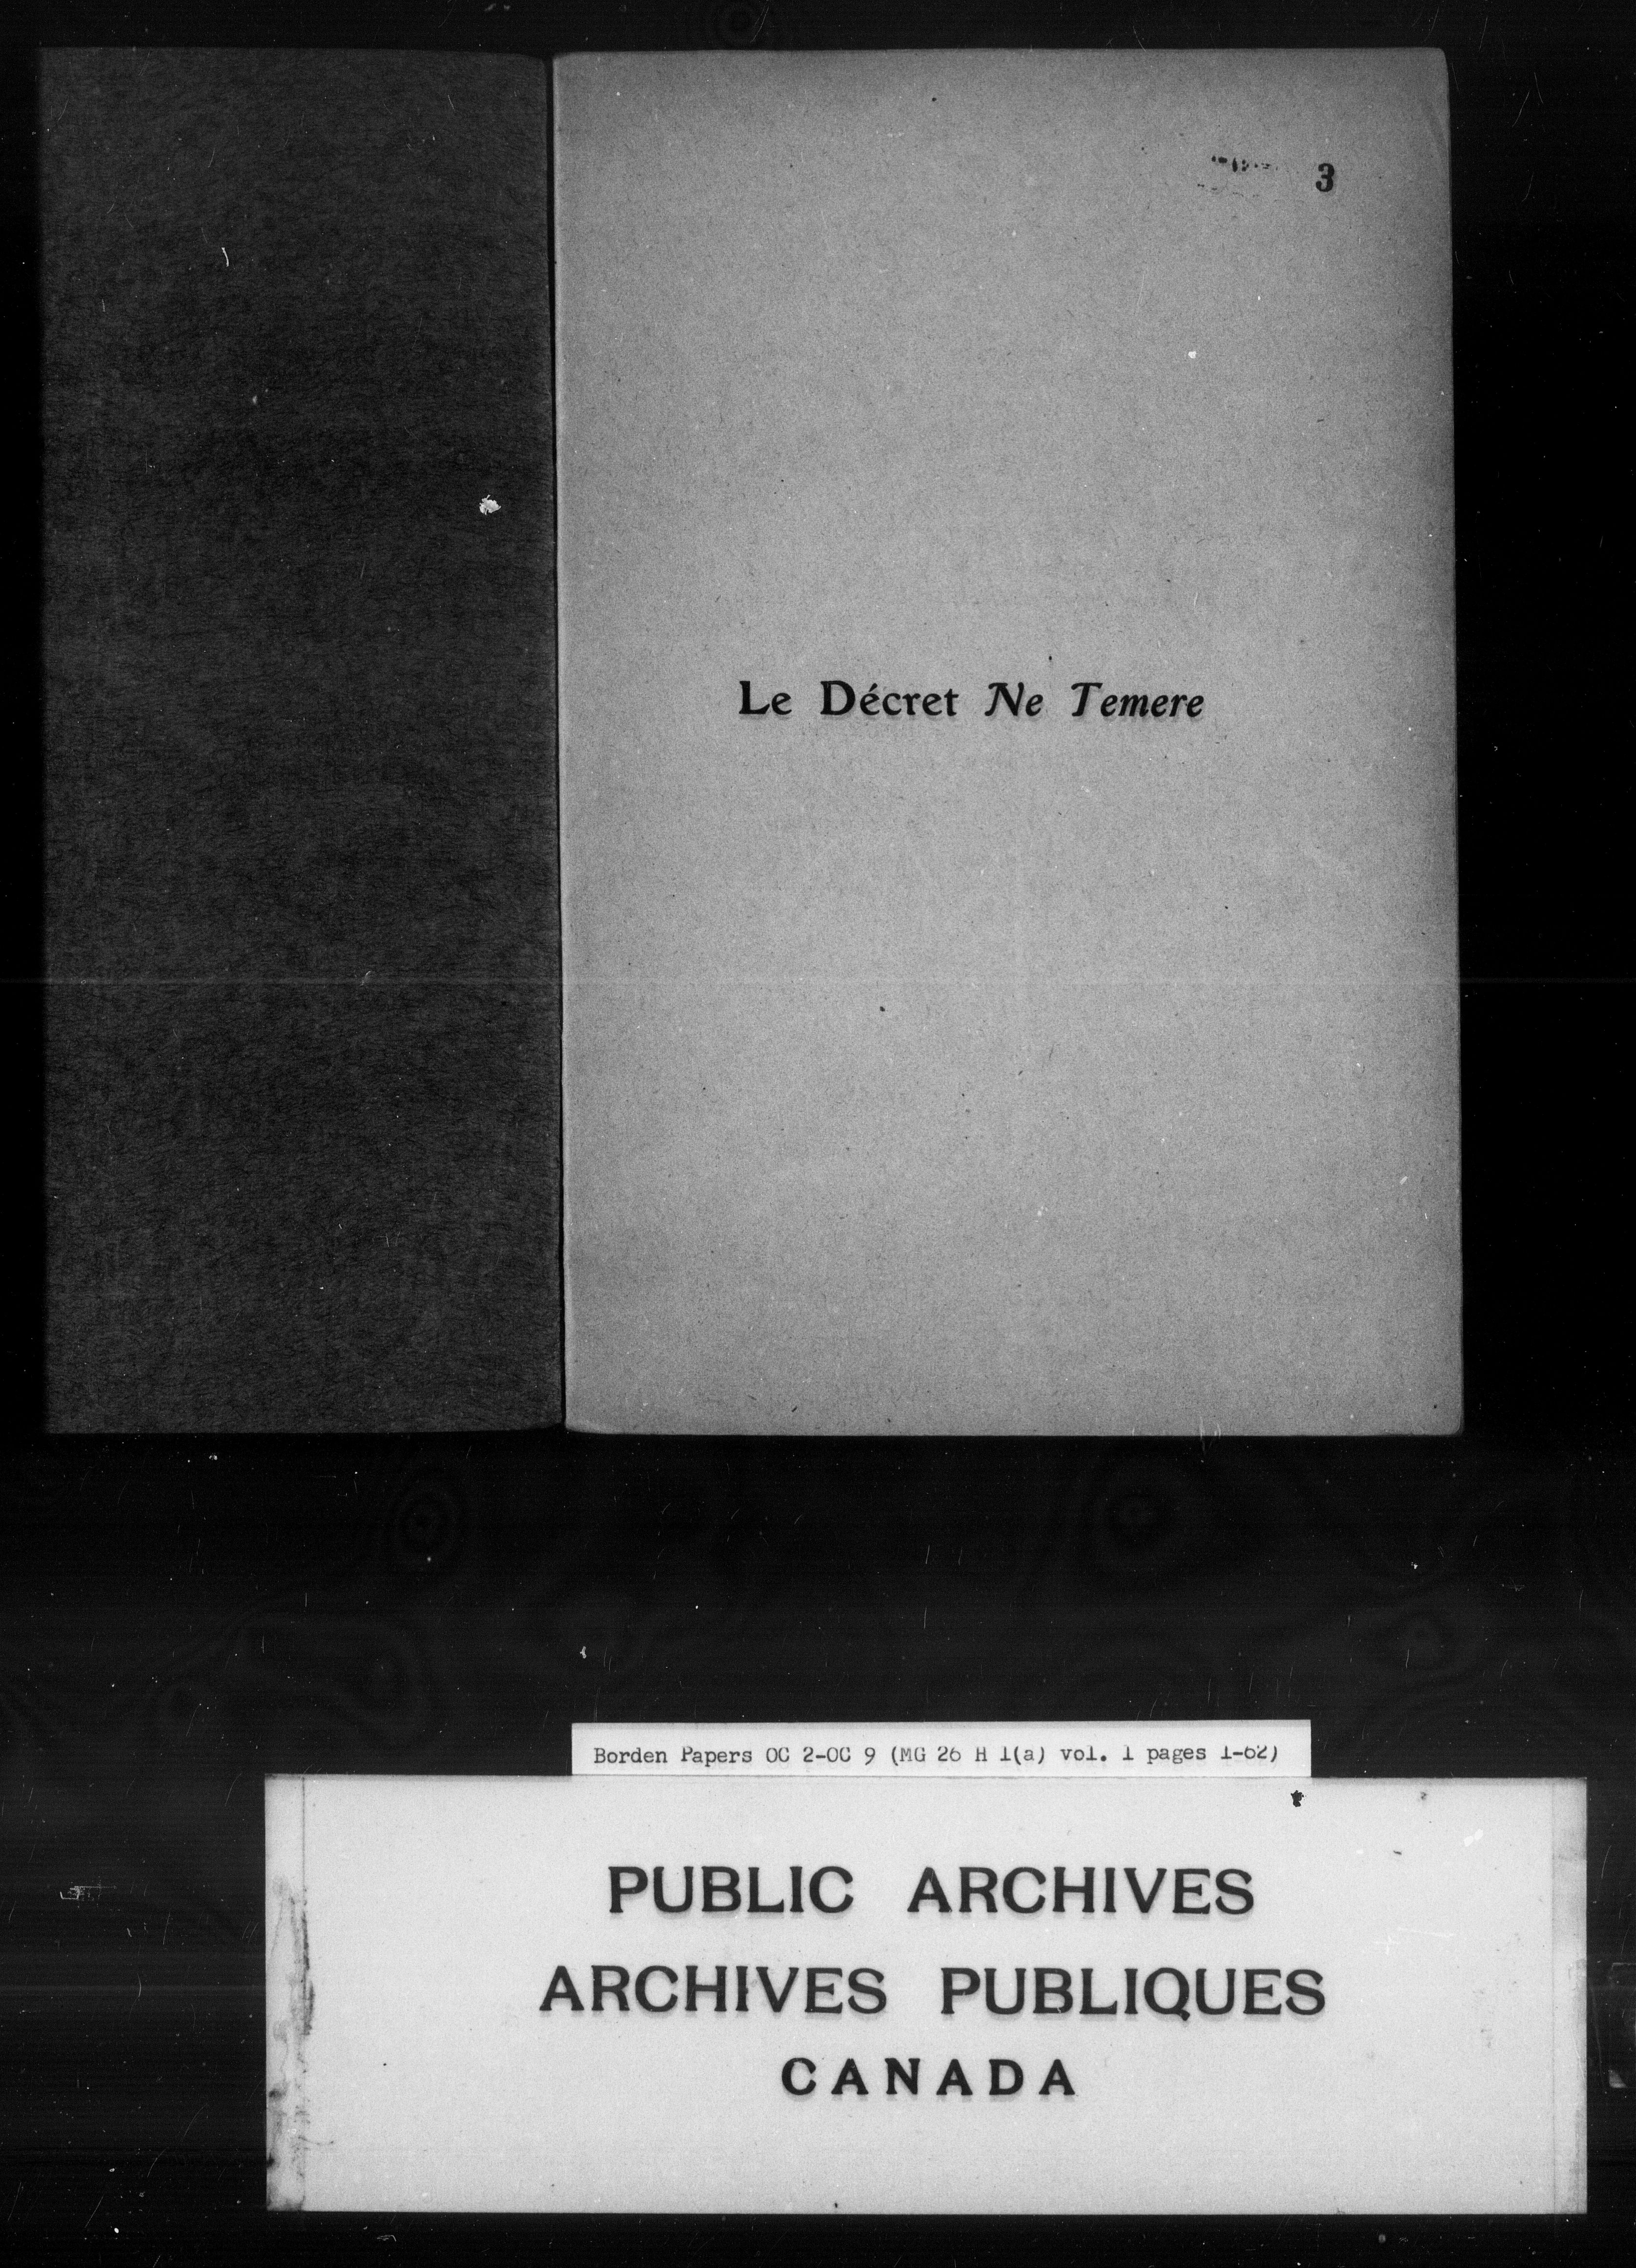 3
Le Décret Ne Temere
Borden Papers OC 2-OC 9 (MG 26 H 1(a) vol. 1 pages 1-62)
PUBLIC ARCHIVES
ARCHIVES PUBLIQUES
CANADA